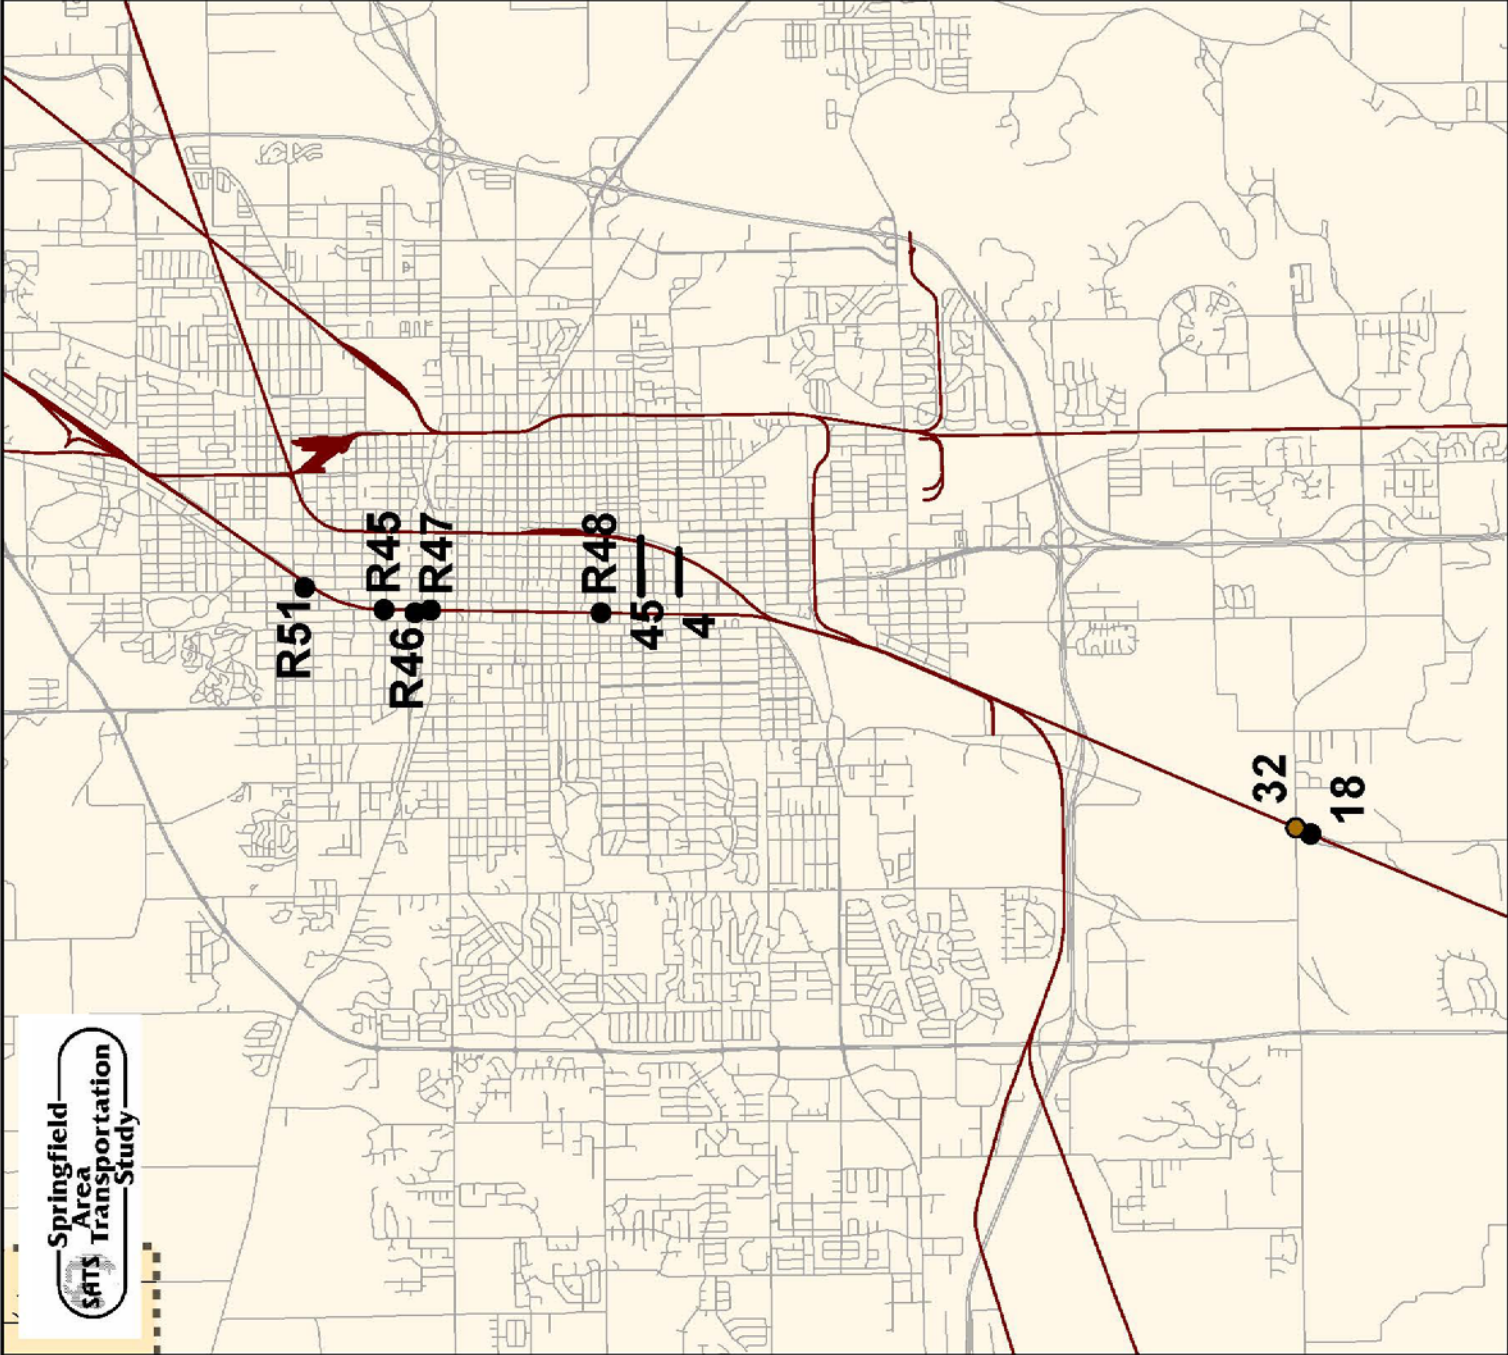 Springfield
Area
Transportation
Study
SATS
R51
R45
R46
R47
R48
45
4
32
18